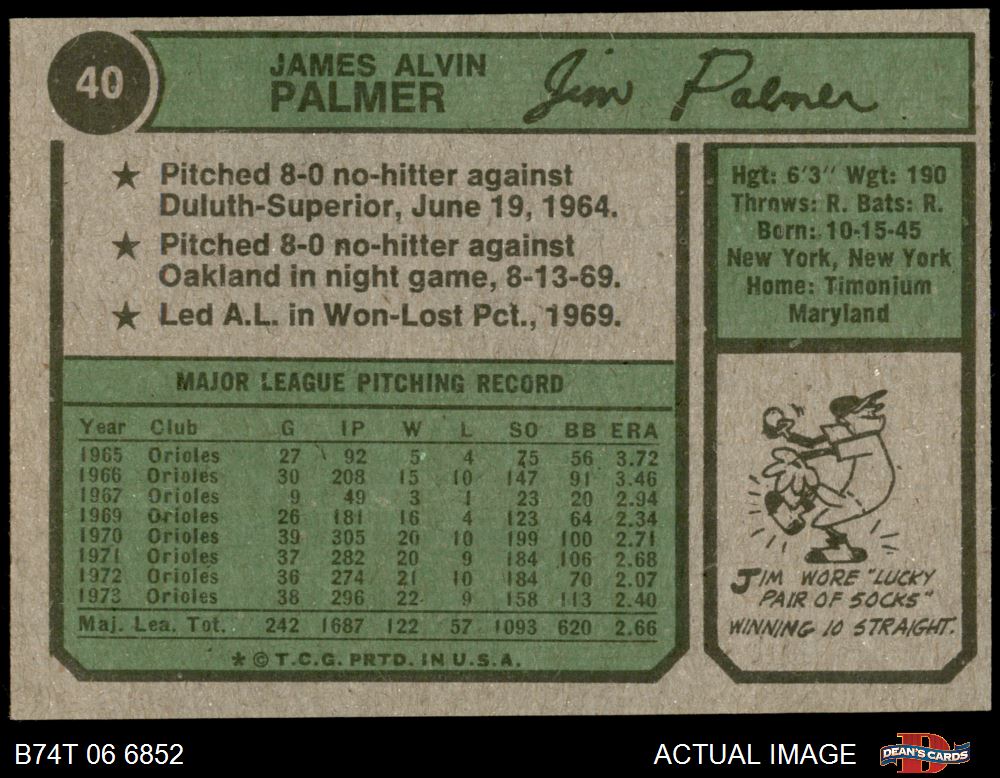 40
JAMES ALVIN
PALMER
Jim Palmer
★ Pitched 8-0 no-hitter against
Duluth-Superior, June 19, 1964.
★ Pitched 8-0 no-hitter against
Oakland in night game, 8-13-69.
★ Led A.L. in Won-Lost Pct., 1969.
Hgt: 6'3" Wgt: 190
Throws: R. Bats: R.
Born: 10-15-45
New York, New York
Home: Timonium
Maryland
MAJOR LEAGUE PITCHING RECORD
Year Club G IP W L SO BB ERA
1965 Orioles 27 92 5 4 75 56 3.72
1966 Orioles 30 208 15 10 147 91 3.46
1967 Orioles 9 49 3 1 23 20 2.94
1969 Orioles 26 181 16 4 123 64 2.34
1970 Orioles 39 305 20 10 199 100 2.71
1971 Orioles 37 282 20 9 184 106 2.68
1972 Orioles 36 274 21 10 184 70 2.07
1973 Orioles 38 296 22 9 158 113 2.40
Maj. Lea. Tot. 242 1687 122 57 1093 620 2.66
* © T.C.G. PRTD. IN U.S.A.
JIM WORE "LUCKY
PAIR OF SOCKS"
WINNING 10 STRAIGHT.
B74T 06 6852
ACTUAL IMAGE
DEAN'S CARDS